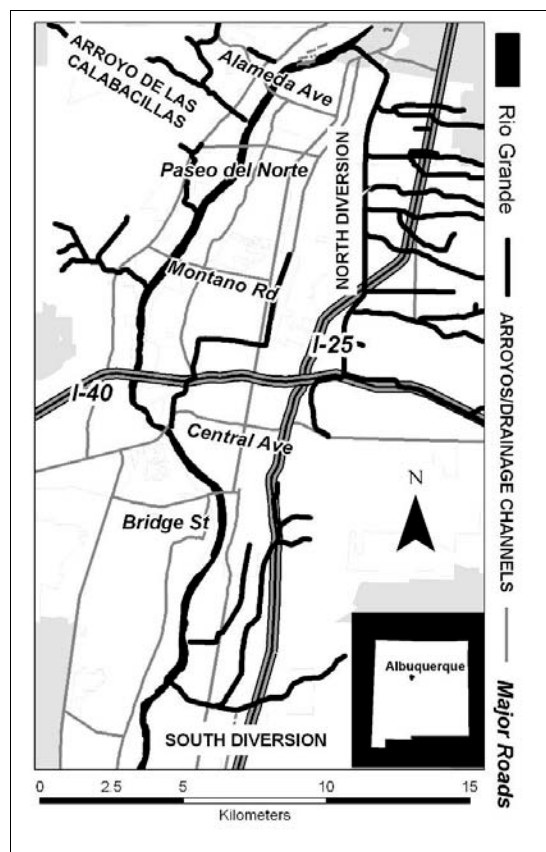 ARROYO DE LAS
CALABACILLAS
Alameda Ave
Paseo del Norte
NORTH DIVERSION
Montano Rd
I-25
I-40
Central Ave
N
Bridge St
Albuquerque
SOUTH DIVERSION
Rio Grande
ARROYOS/DRAINAGE CHANNELS
Major Roads
0 2.5 5 10 15
Kilometers